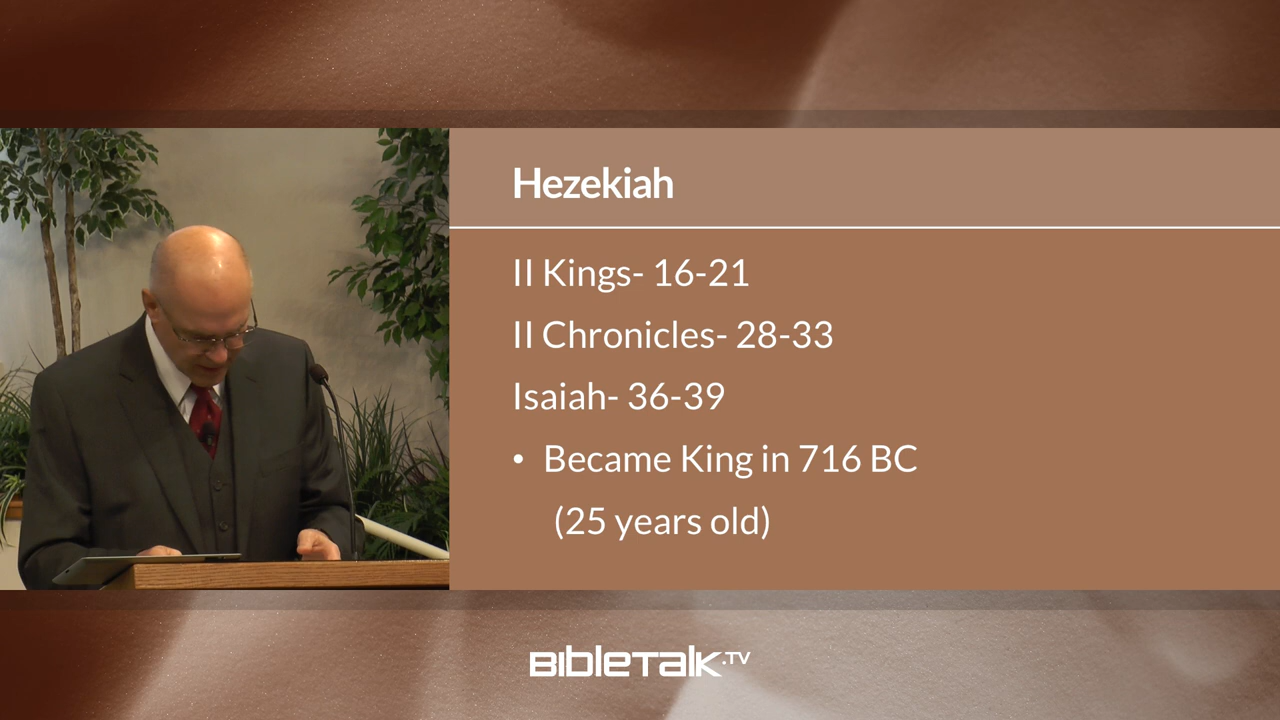 Hezekiah
II Kings- 16-21
II Chronicles- 28-33
Isaiah- 36-39
• Became King in 716 BC
(25 years old)
BIBLETALK.TV